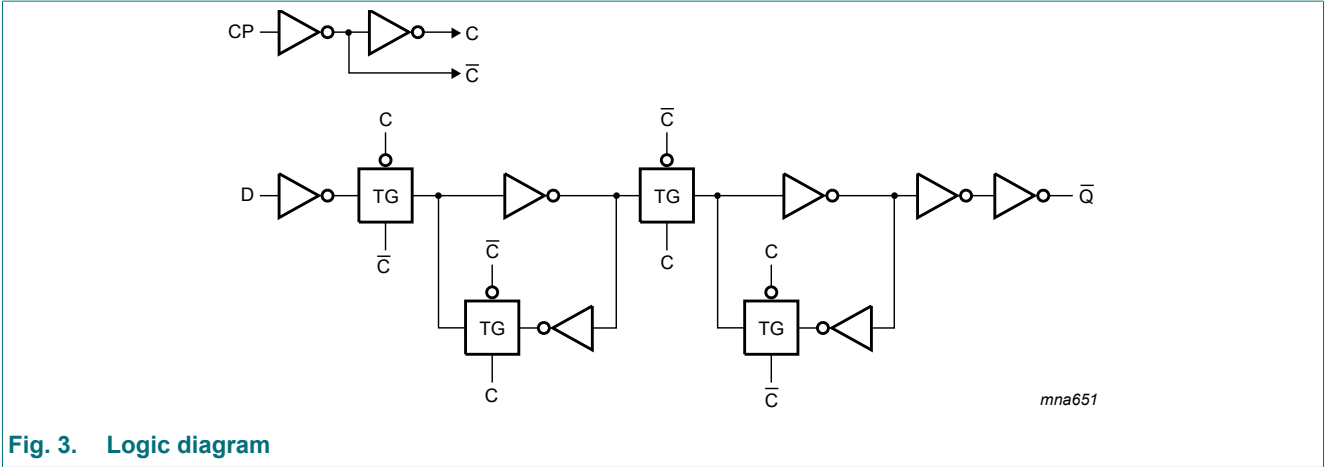 CP
C
C̅
C
C̅
D
TG
TG
Q̅
C̅
C̅
C
C
TG
TG
C
C̅
mna651
Fig. 3. Logic diagram